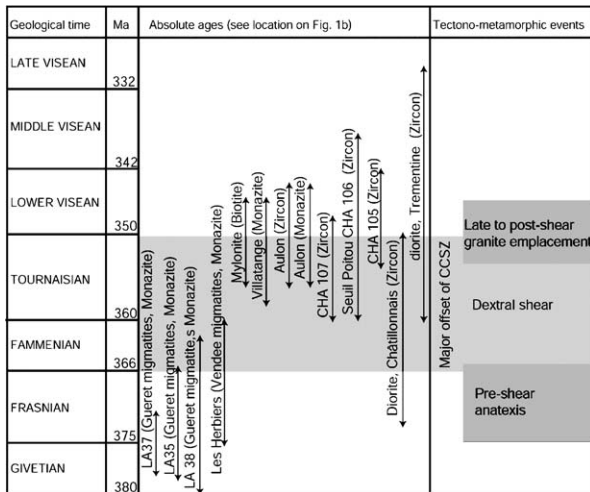 Geological time
Ma
Absolute ages (see location on Fig. 1b)
Tectono-metamorphic events
LATE VISEAN
332
MIDDLE VISEAN
342
LOWER VISEAN
350
TOURNAISIAN
360
FAMMENIAN
366
FRASNIAN
375
GIVETIAN
380
LA37 (Gueret migmatites, Monazite)
LA35 (Gueret migmatites, Monazite)
LA 38 (Gueret migmatite,s Monazite)
Les Herbiers (Vendee migmatites, Monazite)
Mylonite (Biotite)
Villatange (Monazite)
Aulon (Zircon)
Aulon (Monazite)
CHA 107 (Zircon)
Seuil Poitou CHA 106 (Zircon)
CHA 105 (Zircon)
Diorite, Châtillonnais (Zircon)
diorite, Trementine (Zircon)
Major offset of CCSZ
Late to post-shear
granite emplacement
Dextral shear
Pre-shear
anatexis